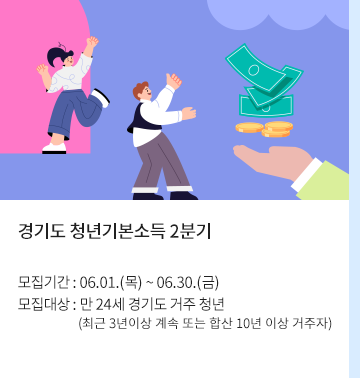 경기도 청년기본소득 2분기
모집기간 : 06.01.(목) ~ 06.30.(금)
모집대상 : 만 24세 경기도 거주 청년
(최근 3년이상 계속 또는 합산 10년 이상 거주자)